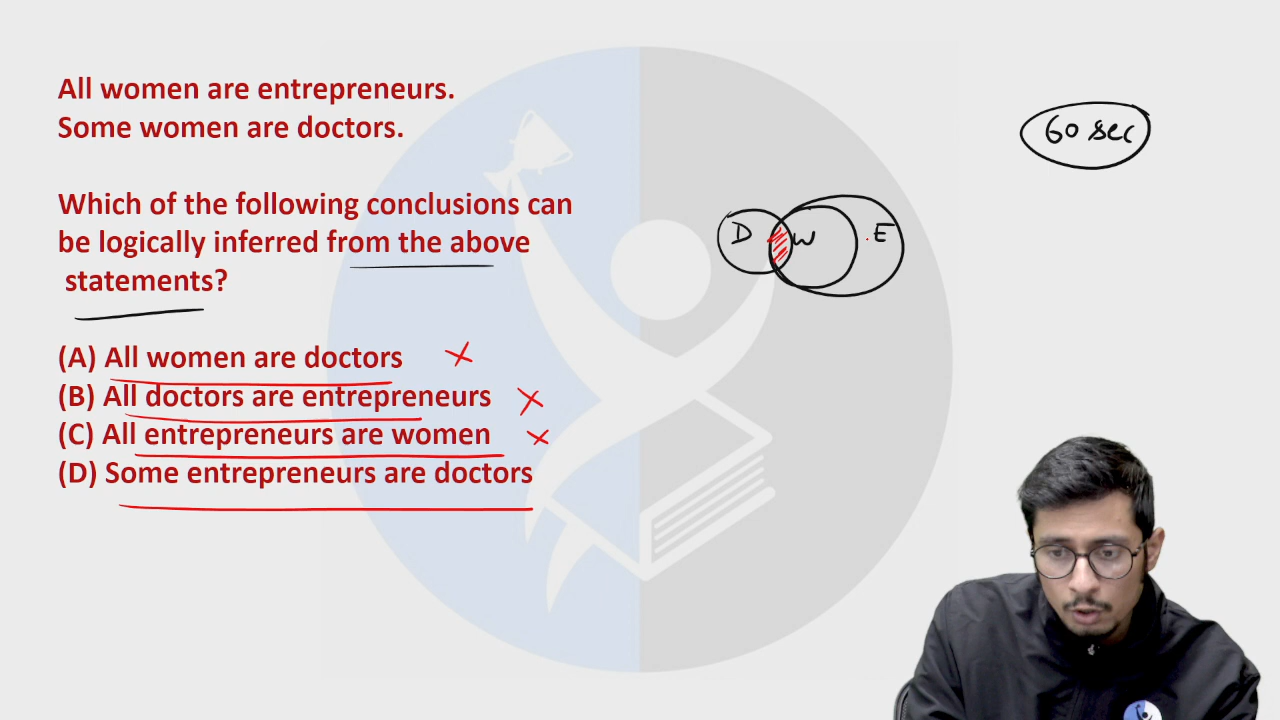 All women are entrepreneurs.
Some women are doctors.
60 sec
Which of the following conclusions can
be logically inferred from the above
statements?
D W E
(A) All women are doctors
(B) All doctors are entrepreneurs
(C) All entrepreneurs are women
(D) Some entrepreneurs are doctors